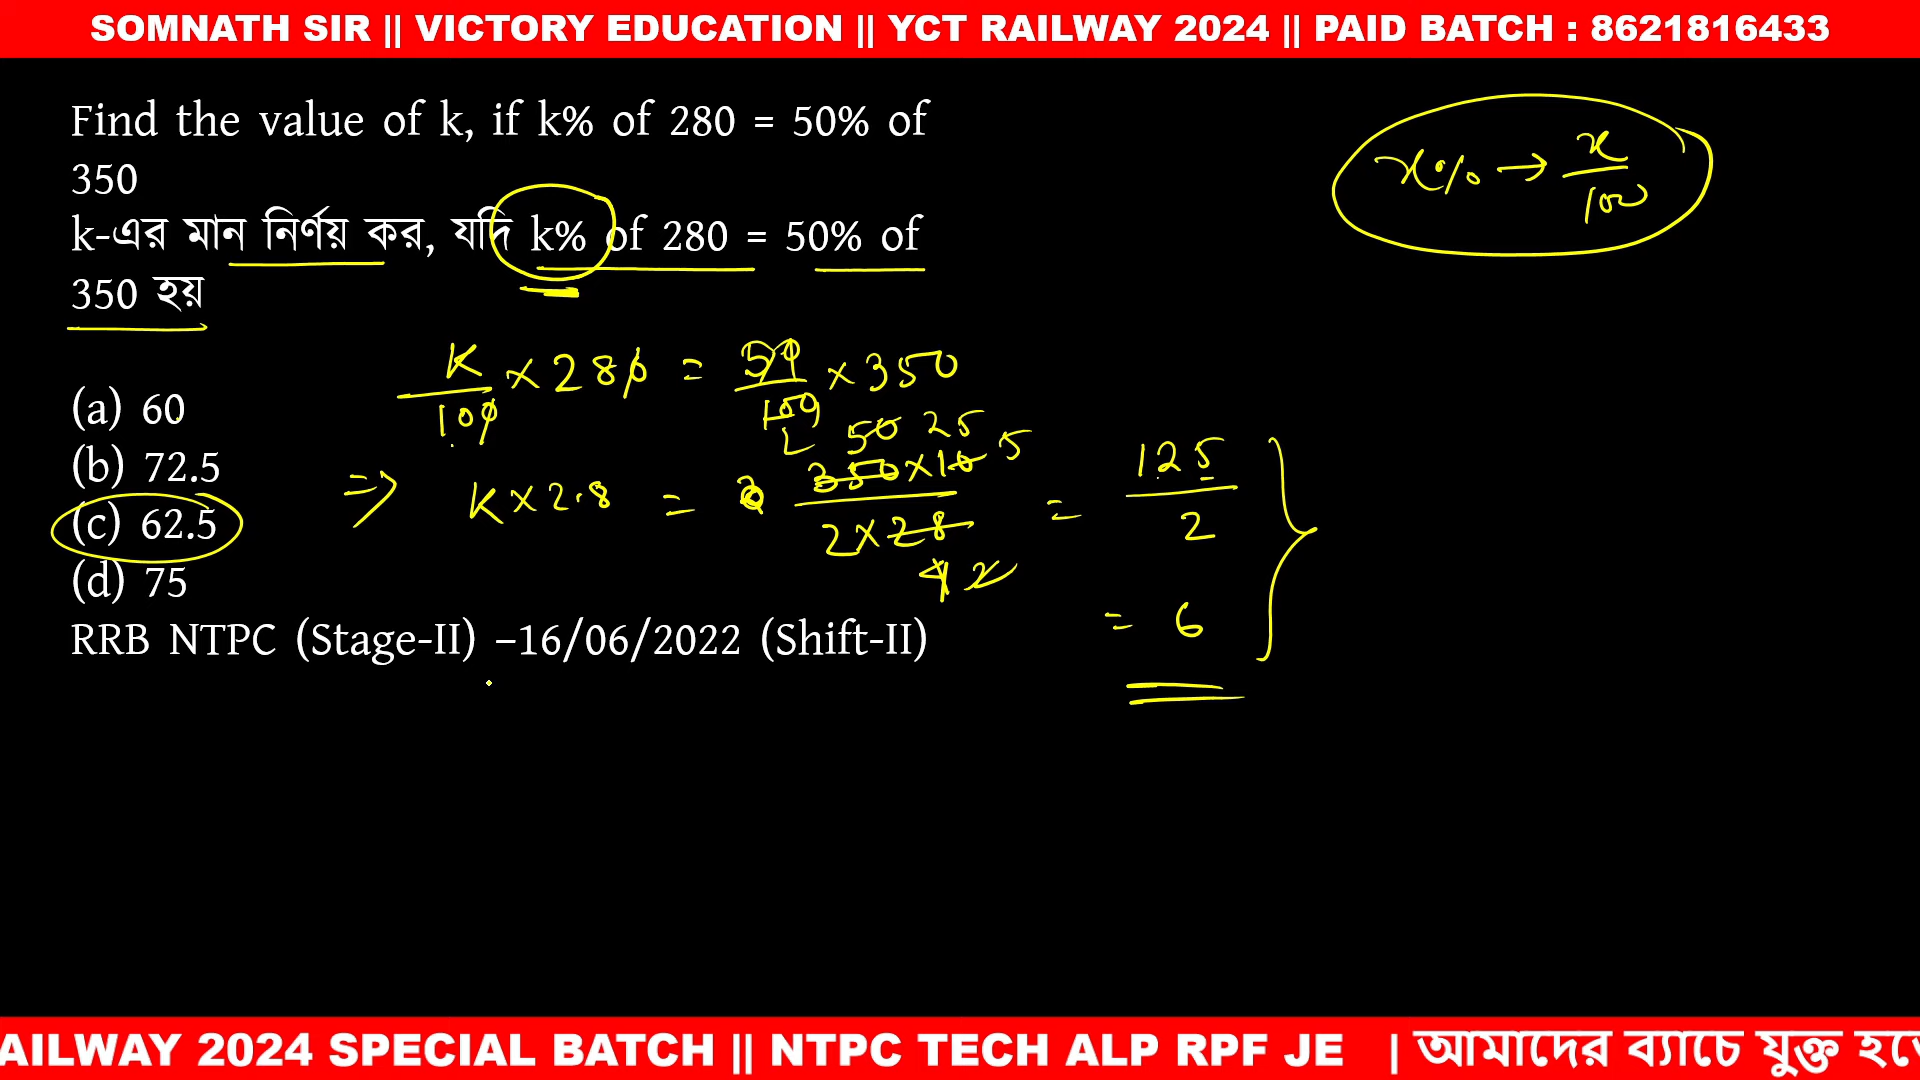 SOMNATH SIR || VICTORY EDUCATION || YCT RAILWAY 2024 || PAID BATCH : 8621816433
Find the value of k, if k% of 280 = 50% of
350
k-এর মান নির্ণয় কর, যদি k% of 280 = 50% of
350 হয়
x% → x/100
(a) 60
(b) 72.5
(c) 62.5
(d) 75
RRB NTPC (Stage-II) –16/06/2022 (Shift-II)
K/100 × 280 = 50/100 × 350
⇒ K × 2.8 = 350×10/2×28 = 125/2
= 6
AILWAY 2024 SPECIAL BATCH || NTPC TECH ALP RPF JE | আমাদের ব্যাচে যুক্ত হতে